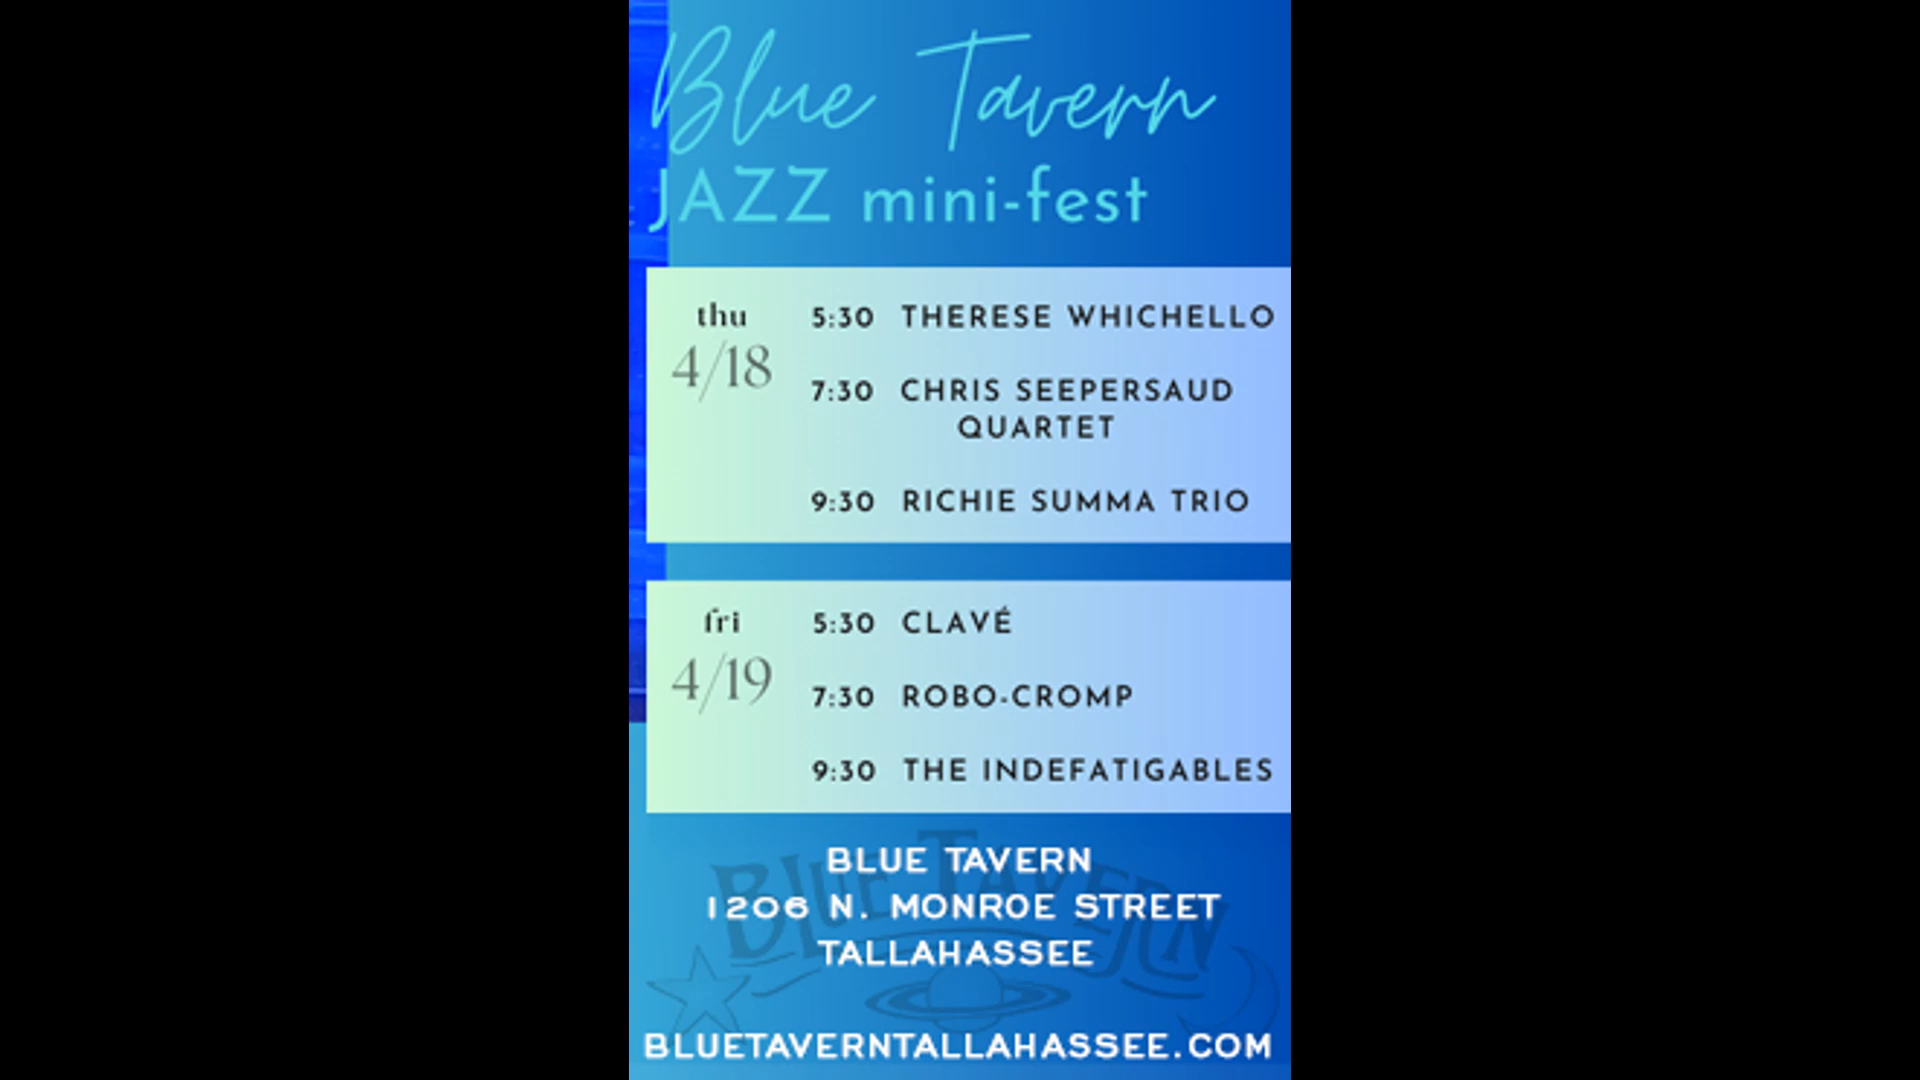 Blue Tavern
JAZZ mini-fest
thu
4/18
5:30 THERESE WHICHELLO
7:30 CHRIS SEEPERSAUD
QUARTET
9:30 RICHIE SUMMA TRIO
fri
4/19
5:30 CLAVÉ
7:30 ROBO-CROMP
9:30 THE INDEFATIGABLES
BLUE TAVERN
BLUE TAVERN
1206 N. MONROE STREET
TALLAHASSEE
BLUETAVERNTALLAHASSEE.COM